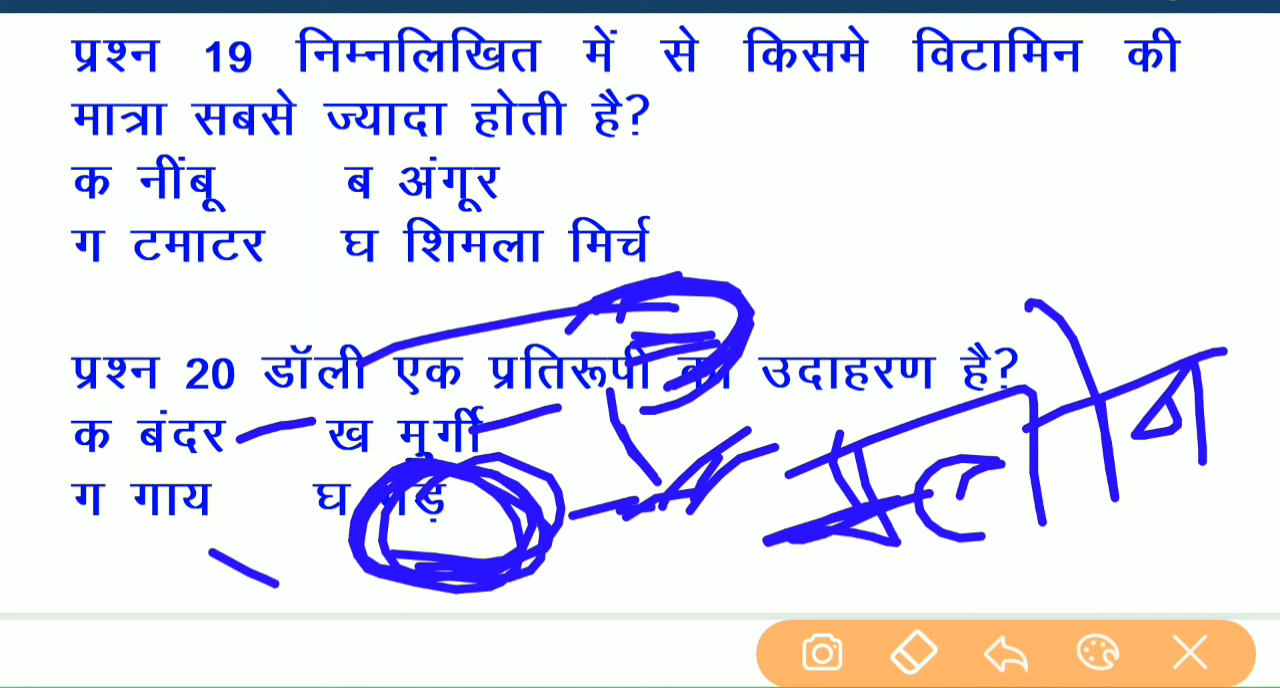 प्रश्न 19 निम्नलिखित में से किसमे विटामिन की
मात्रा सबसे ज्यादा होती है?
क नींबू ब अंगूर
ग टमाटर घ शिमला मिर्च
प्रश्न 20 डॉली एक प्रतिरूपी का उदाहरण है?
क बंदर ख मुर्गी
ग गाय घ